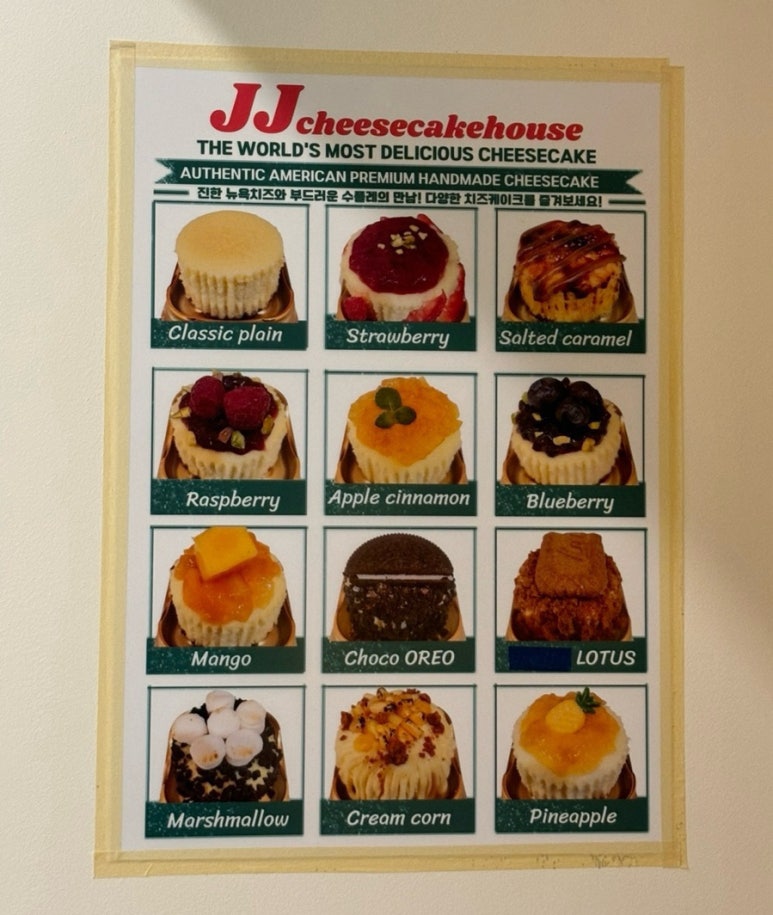 JJ cheesecakehouse
THE WORLD'S MOST DELICIOUS CHEESECAKE
AUTHENTIC AMERICAN PREMIUM HANDMADE CHEESECAKE
진한 뉴욕치즈와 부드러운 수플레의 만남! 다양한 치즈케이크를 즐겨보세요!
Classic plain
Strawberry
Salted caramel
Raspberry
Apple cinnamon
Blueberry
Mango
Choco OREO
LOTUS
Marshmallow
Cream corn
Pineapple